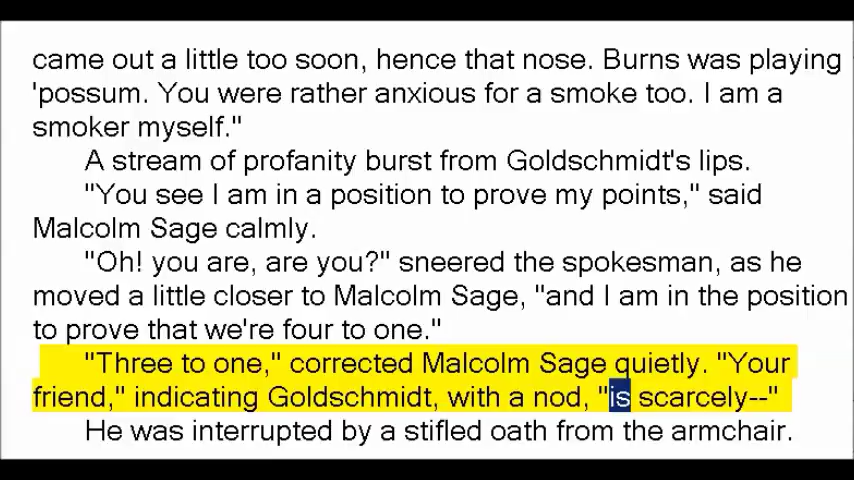 came out a little too soon, hence that nose. Burns was playing
'possum. You were rather anxious for a smoke too. I am a
smoker myself."
A stream of profanity burst from Goldschmidt's lips.
"You see I am in a position to prove my points," said
Malcolm Sage calmly.
"Oh! you are, are you?" sneered the spokesman, as he
moved a little closer to Malcolm Sage, "and I am in the position
to prove that we're four to one."
"Three to one," corrected Malcolm Sage quietly. "Your
friend," indicating Goldschmidt, with a nod, "is scarcely--"
He was interrupted by a stifled oath from the armchair.